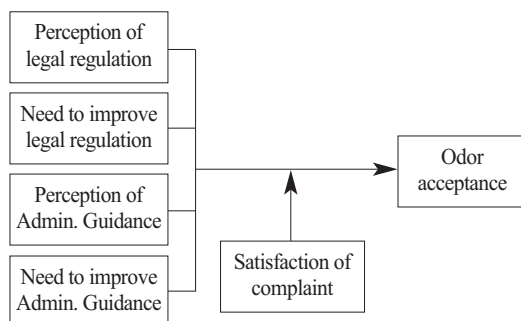 Perception of
legal regulation
Need to improve
legal regulation
Perception of
Admin. Guidance
Need to improve
Admin. Guidance
Satisfaction of
complaint
Odor
acceptance